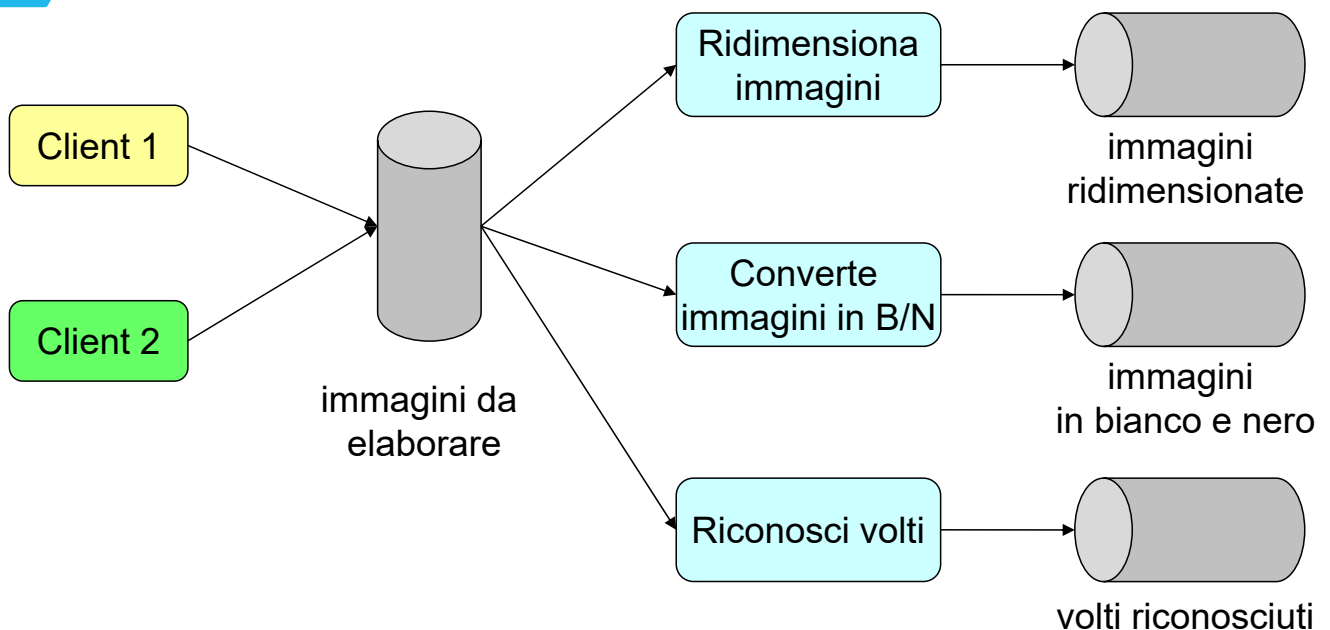 Client 1
Client 2
immagini da
elaborare
Ridimensiona
immagini
immagini
ridimensionate
Converte
immagini in B/N
immagini
in bianco e nero
Riconosci volti
volti riconosciuti